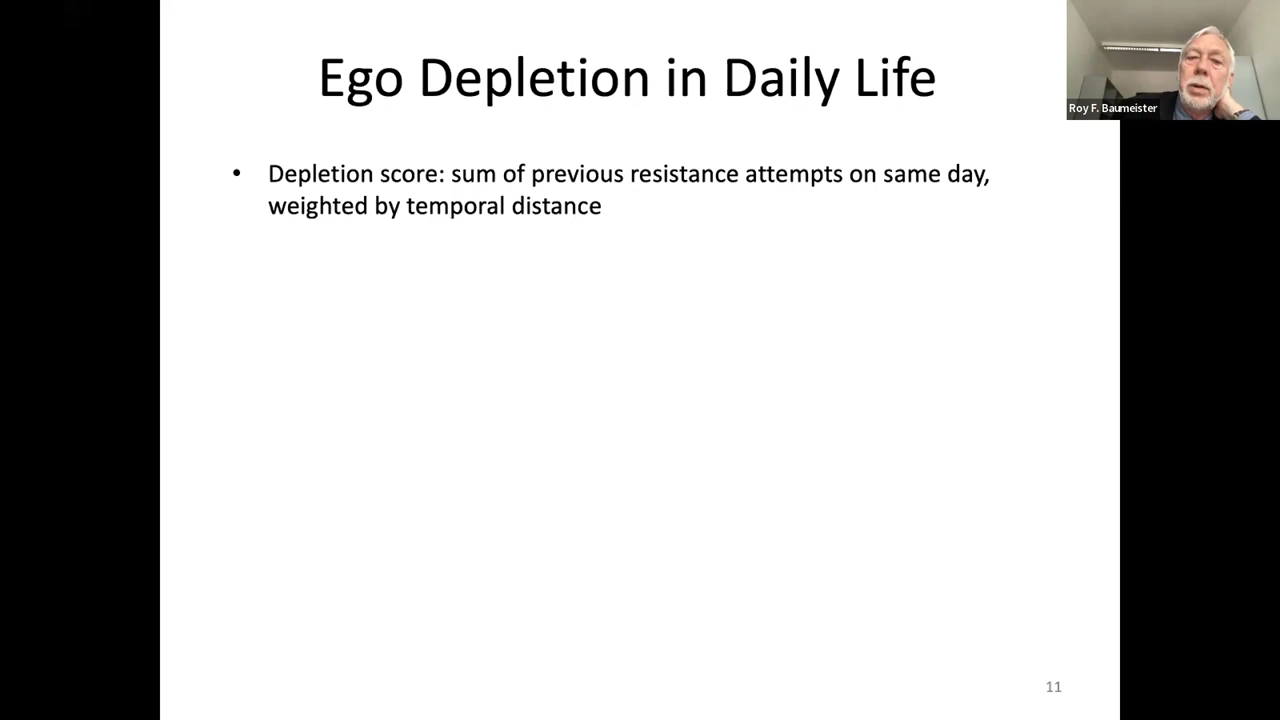 Ego Depletion in Daily Life
Roy F. Baumeister
• Depletion score: sum of previous resistance attempts on same day,
weighted by temporal distance
11